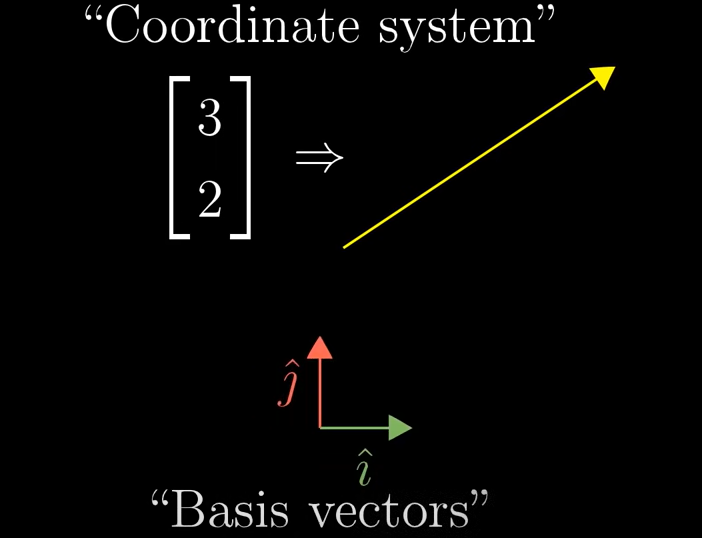 “Coordinate system”
3
⇒
2
ĵ
î
“Basis vectors”